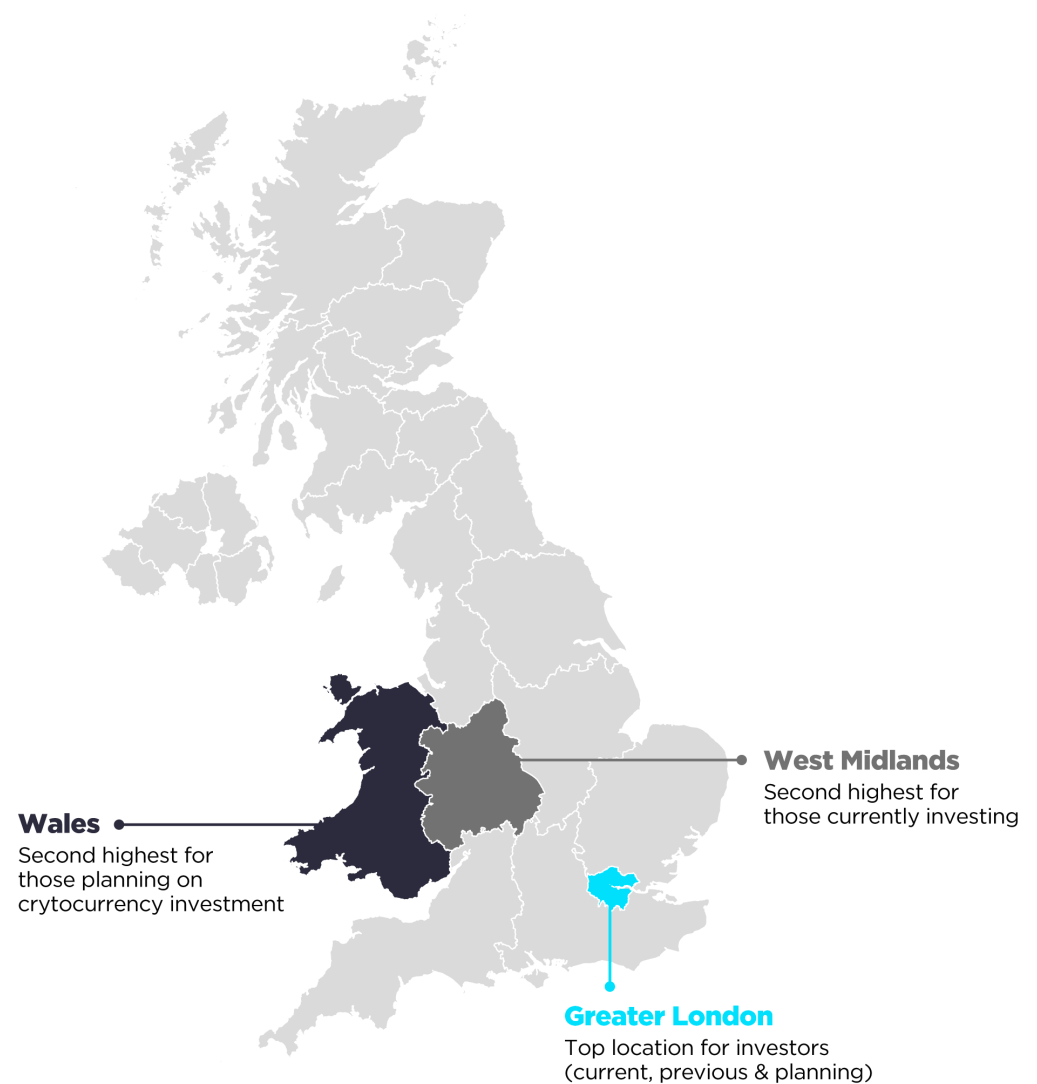 West Midlands
Second highest for
those currently investing
Wales
Second highest for
those planning on
crytocurrency investment
Greater London
Top location for investors
(current, previous & planning)